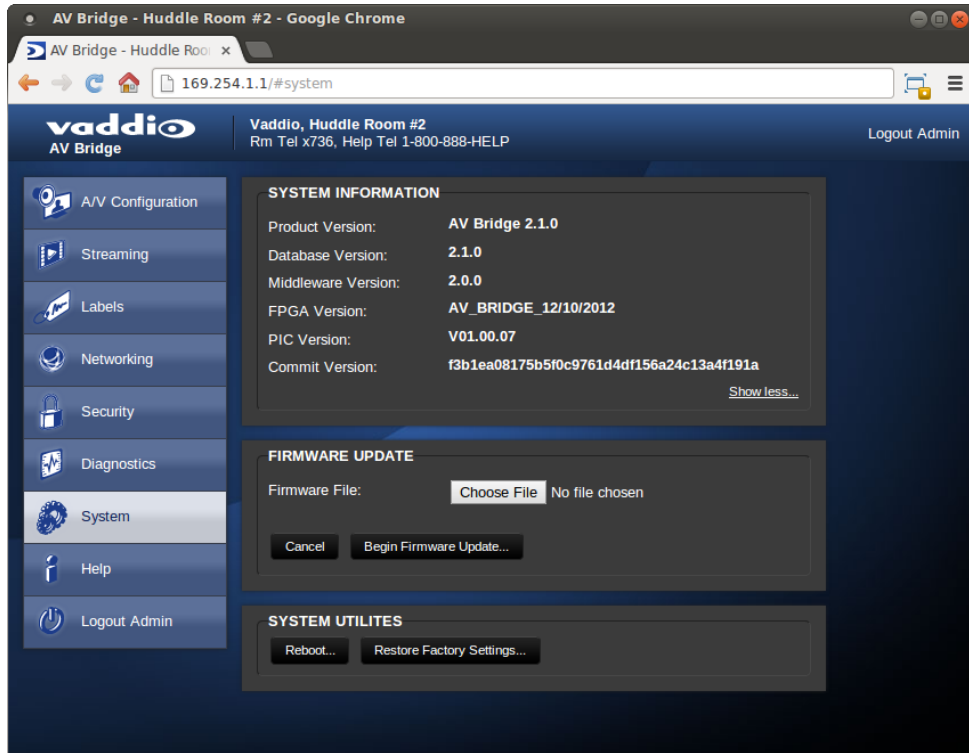 AV Bridge - Huddle Room #2 - Google Chrome
AV Bridge - Huddle Roo
169.254.1.1/#system
vaddio
AV Bridge
Vaddio, Huddle Room #2
Rm Tel x736, Help Tel 1-800-888-HELP
Logout Admin
A/V Configuration
Streaming
Labels
Networking
Security
Diagnostics
System
Help
Logout Admin
SYSTEM INFORMATION
Product Version: AV Bridge 2.1.0
Database Version: 2.1.0
Middleware Version: 2.0.0
FPGA Version: AV_BRIDGE_12/10/2012
PIC Version: V01.00.07
Commit Version: f3b1ea08175b5f0c9761d4df156a24c13a4f191a
Show less...
FIRMWARE UPDATE
Firmware File: Choose File No file chosen
Cancel Begin Firmware Update...
SYSTEM UTILITES
Reboot... Restore Factory Settings...